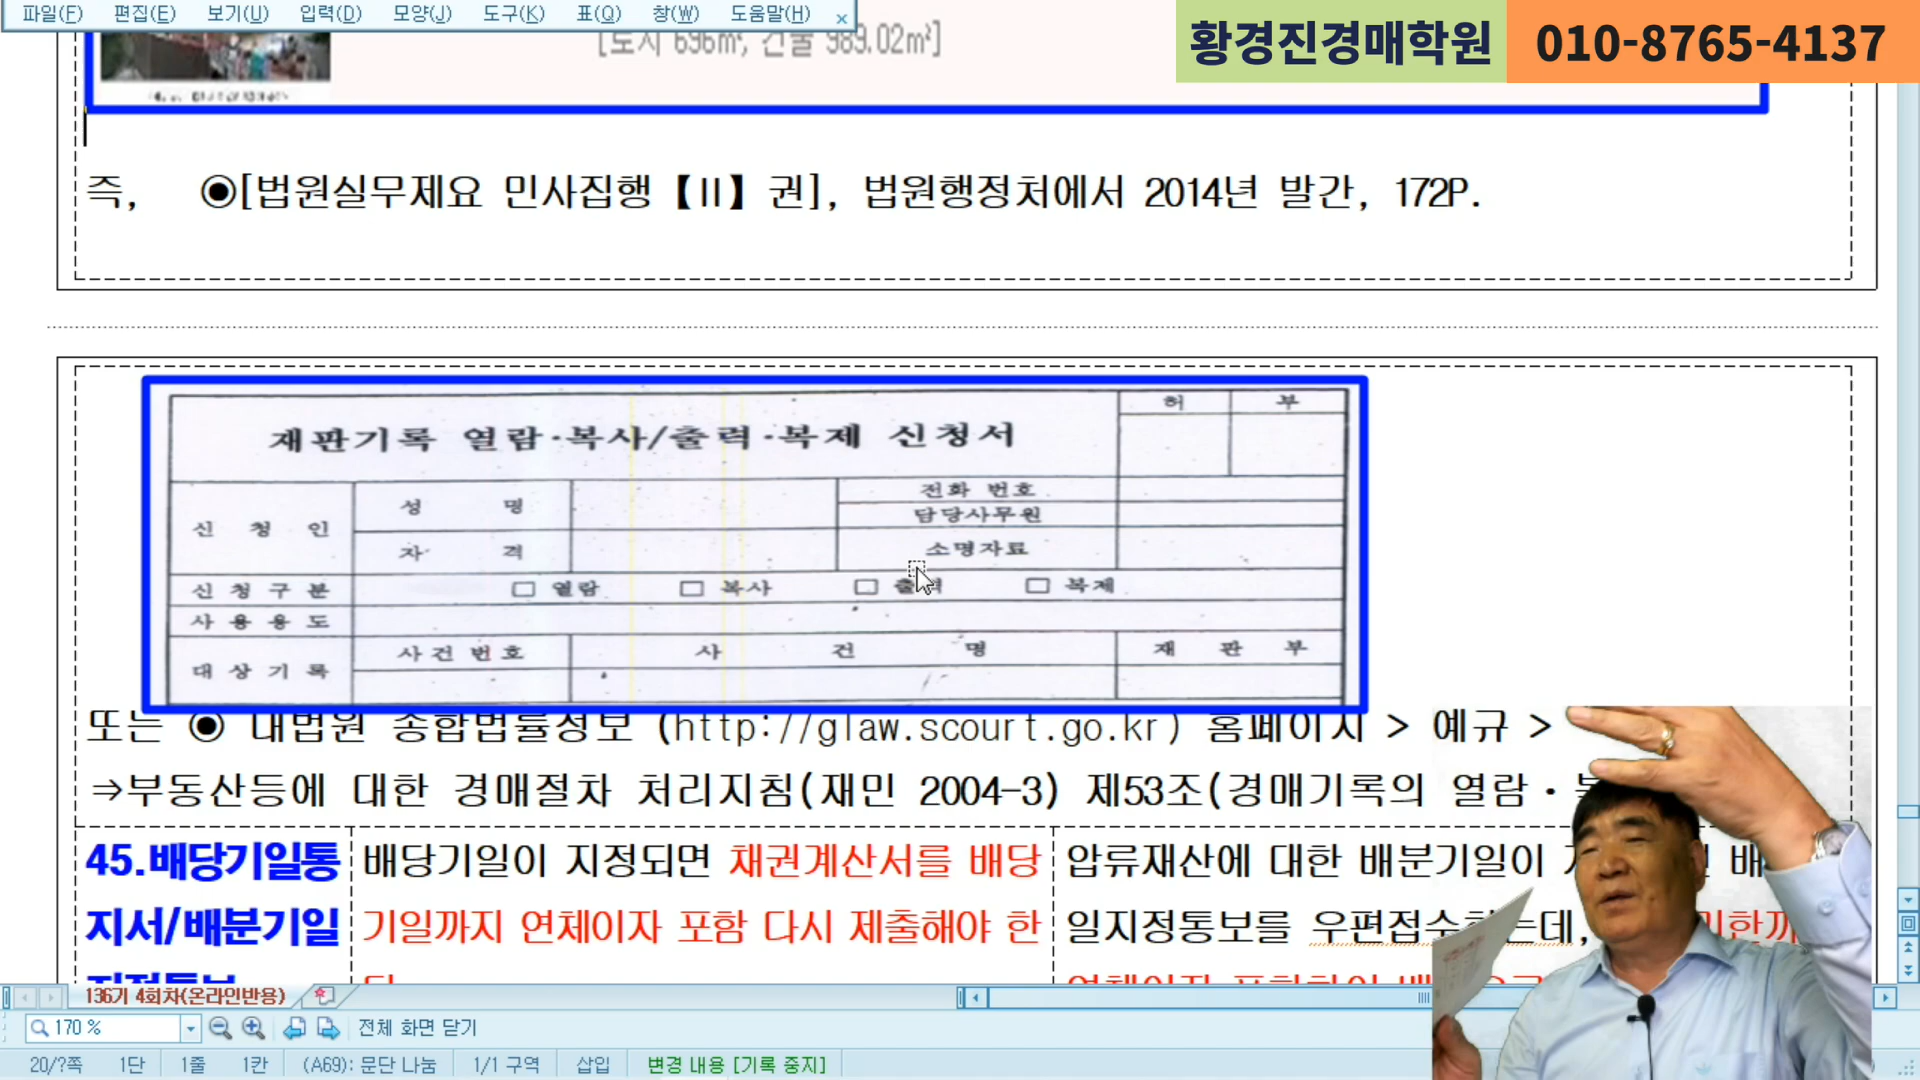 파일(F) 편집(E) 보기(U) 입력(D) 모양(J) 도구(K) 표(Q) 창(W) 도움말(H)
황경진경매학원 010-8765-4137
[토지 696㎡, 건물 989.02㎡]
즉, ◉[법원실무제요 민사집행【Ⅱ】권], 법원행정처에서 2014년 발간, 172P.
허 부
재판기록 열람·복사/출력·복제 신청서
신 청 인 성 명 전화 번호
담당사무원
자 격 소명자료
신 청 구 분 □ 열람 □ 복사 □ 출력 □ 복제
사 용 용 도
대 상 기 록 사 건 번 호 사 건 명 재 판 부
또는 ◉ 대법원 종합법률정보 (http://glaw.scourt.go.kr) 홈페이지 > 예규 >
⇒부동산등에 대한 경매절차 처리지침(재민 2004-3) 제53조(경매기록의 열람·
45.배당기일통 배당기일이 지정되면 채권계산서를 배당 압류재산에 대한 배분기일이
지서/배분기일 기일까지 연체이자 포함 다시 제출해야 한 일지정통보를
136기 4회차(온라인반용)
170 % 전체 화면 닫기
20/?쪽 1단 1줄 1칸 (A69): 문단 나눔 1/1 구역 삽입 변경 내용 [기록 중지]